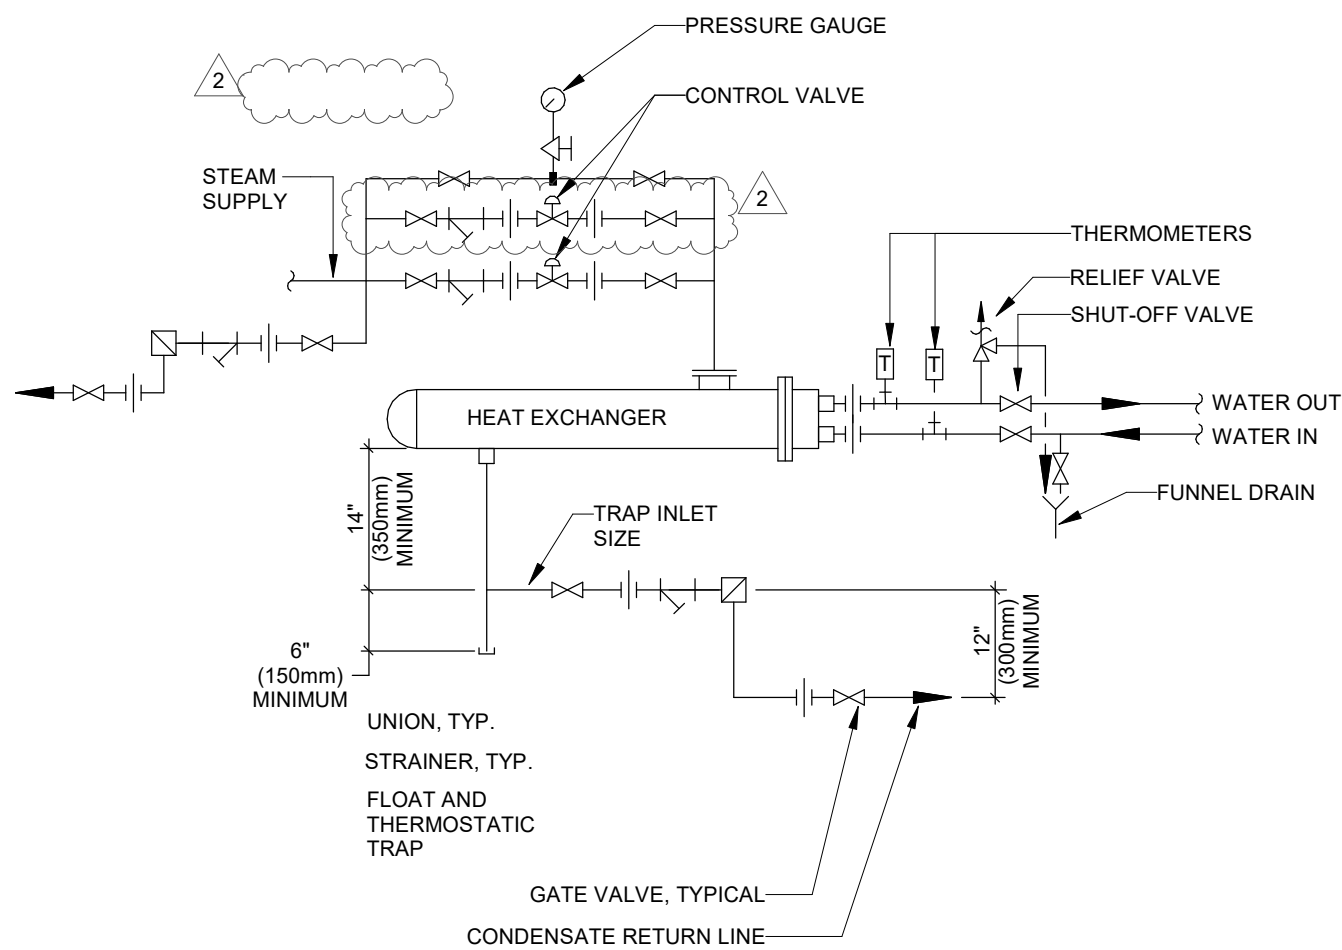 PRESSURE GAUGE
2
CONTROL VALVE
STEAM
SUPPLY
2
THERMOMETERS
RELIEF VALVE
SHUT-OFF VALVE
T
T
HEAT EXCHANGER
WATER OUT
WATER IN
14"
(350mm)
MINIMUM
FUNNEL DRAIN
TRAP INLET
SIZE
12"
(300mm)
MINIMUM
6"
(150mm)
MINIMUM
UNION, TYP.
STRAINER, TYP.
FLOAT AND
THERMOSTATIC
TRAP
GATE VALVE, TYPICAL
CONDENSATE RETURN LINE